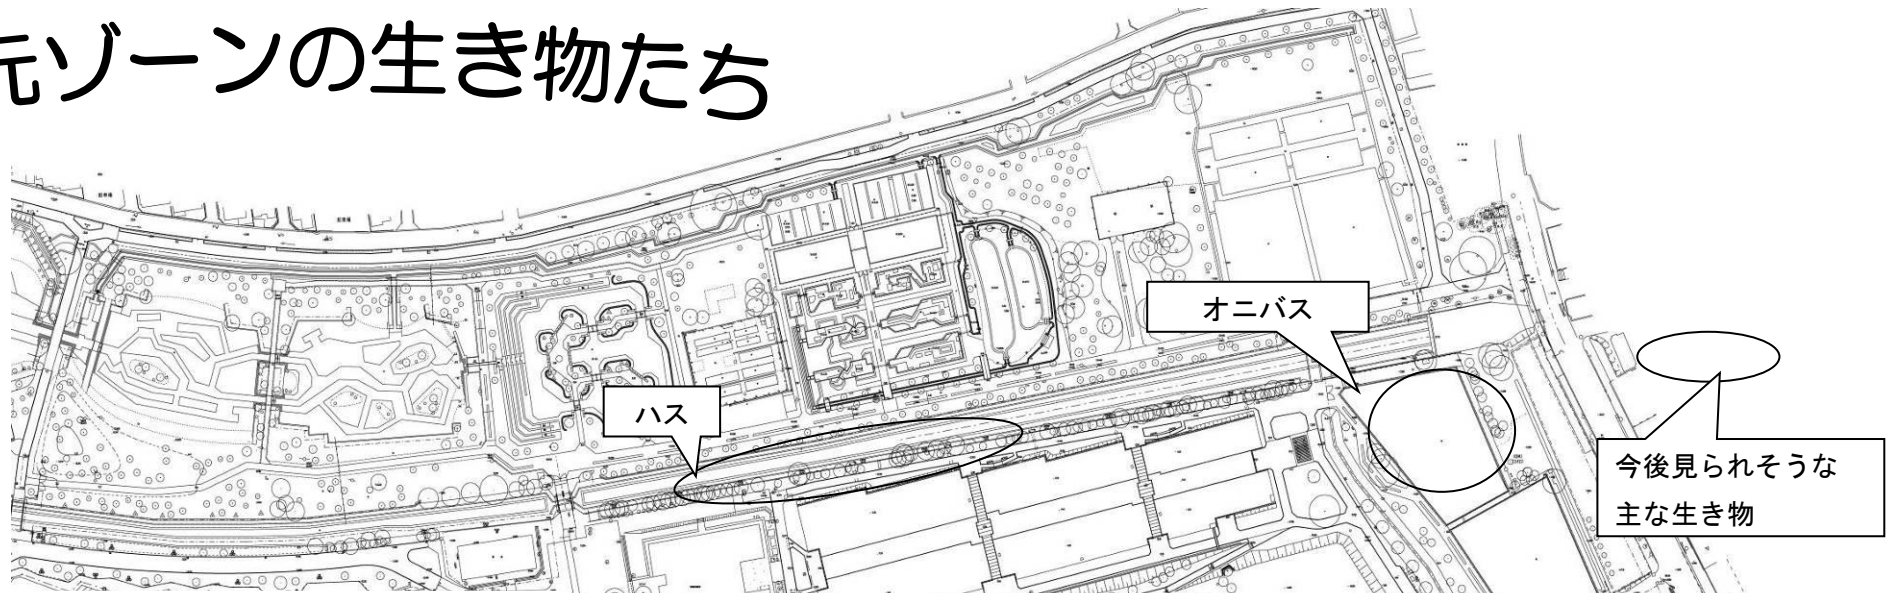 元ゾーンの生き物たち
オニバス
ハス
今後見られそうな
主な生き物